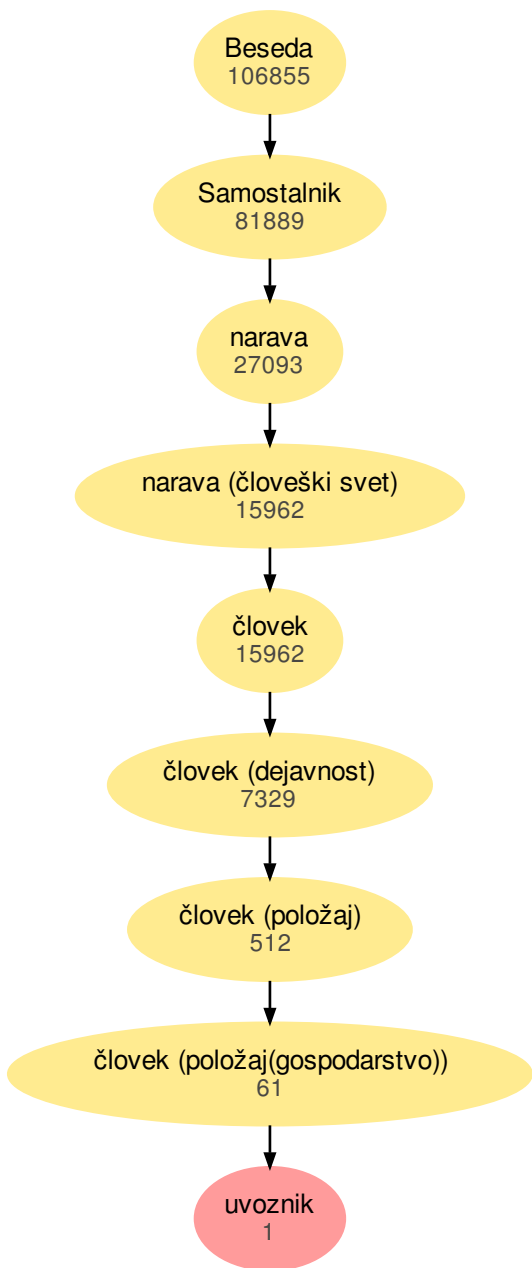 Beseda
106855
Samostalnik
81889
narava
27093
narava (človeški svet)
15962
človek
15962
človek (dejavnost)
7329
človek (položaj)
512
človek (položaj(gospodarstvo))
61
uvoznik
1